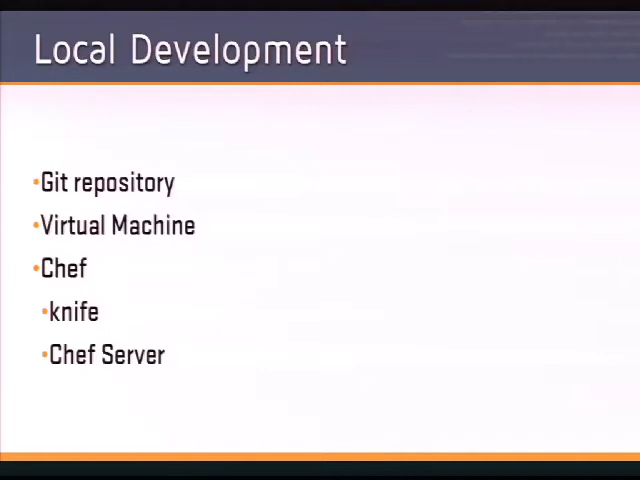 Local Development
•Git repository
•Virtual Machine
•Chef
•knife
•Chef Server